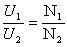 U₁/U₂ = N₁/N₂